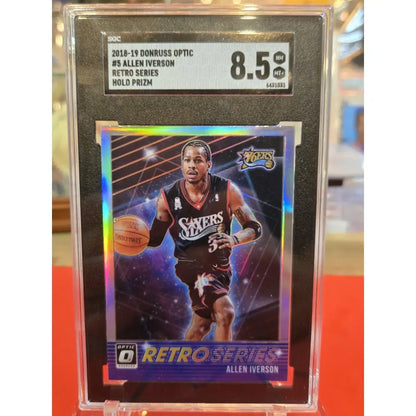 SGC
2018-19 DONRUSS OPTIC
#5 ALLEN IVERSON
RETRO SERIES
HOLO PRIZM
8.5
NM
MT+
76ERS
SIXERS
3
OPTIC
RETRO SERIES
ALLEN IVERSON